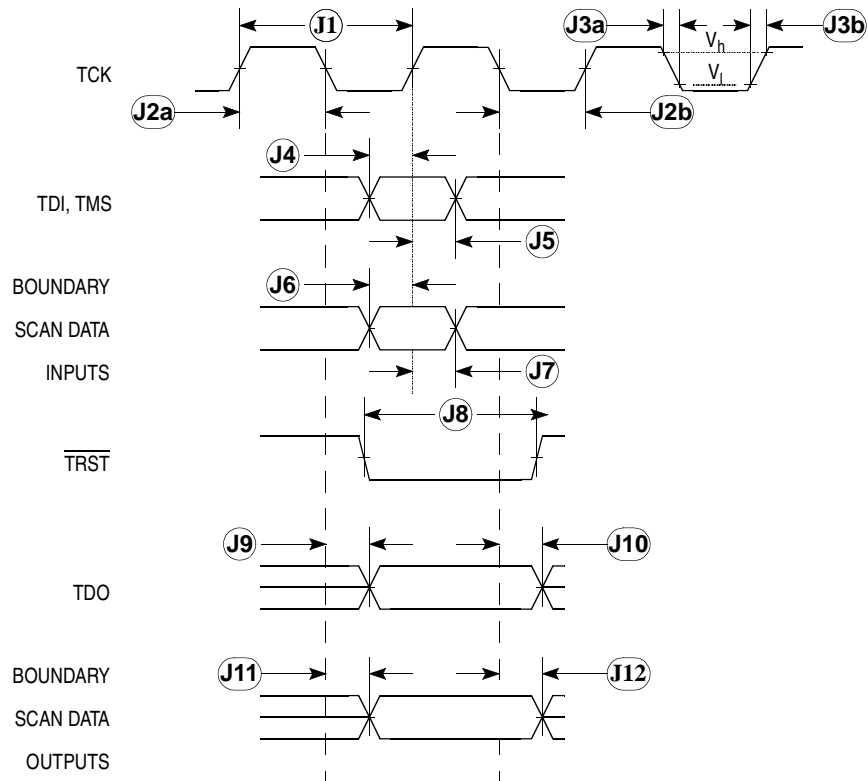 J1
J3a
J3b
Vh
TCK
Vl
J2a
J2b
J4
TDI, TMS
J5
BOUNDARY
J6
SCAN DATA
INPUTS
J7
J8
TRST
J9
J10
TDO
BOUNDARY
J11
J12
SCAN DATA
OUTPUTS